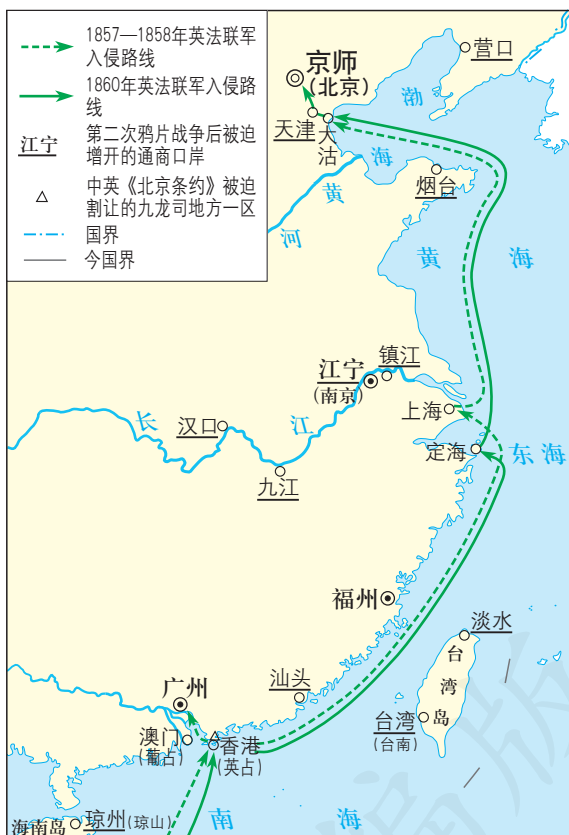 1857—1858年英法联军
入侵路线
1860年英法联军入侵路
线
江宁 第二次鸦片战争后被迫
增开的通商口岸
中英《北京条约》被迫
割让的九龙司地方一区
国界
今国界
京师
(北京)
营口
渤
海
天津
大沽
烟台
黄
河
黄
海
江宁
(南京)
镇江
上海
长
江
汉口
九江
定海
东海
福州
淡水
台
湾
岛
台湾
(台南)
汕头
广州
澳门
(葡占)
香港
(英占)
海南岛
琼州(琼山)
南
海